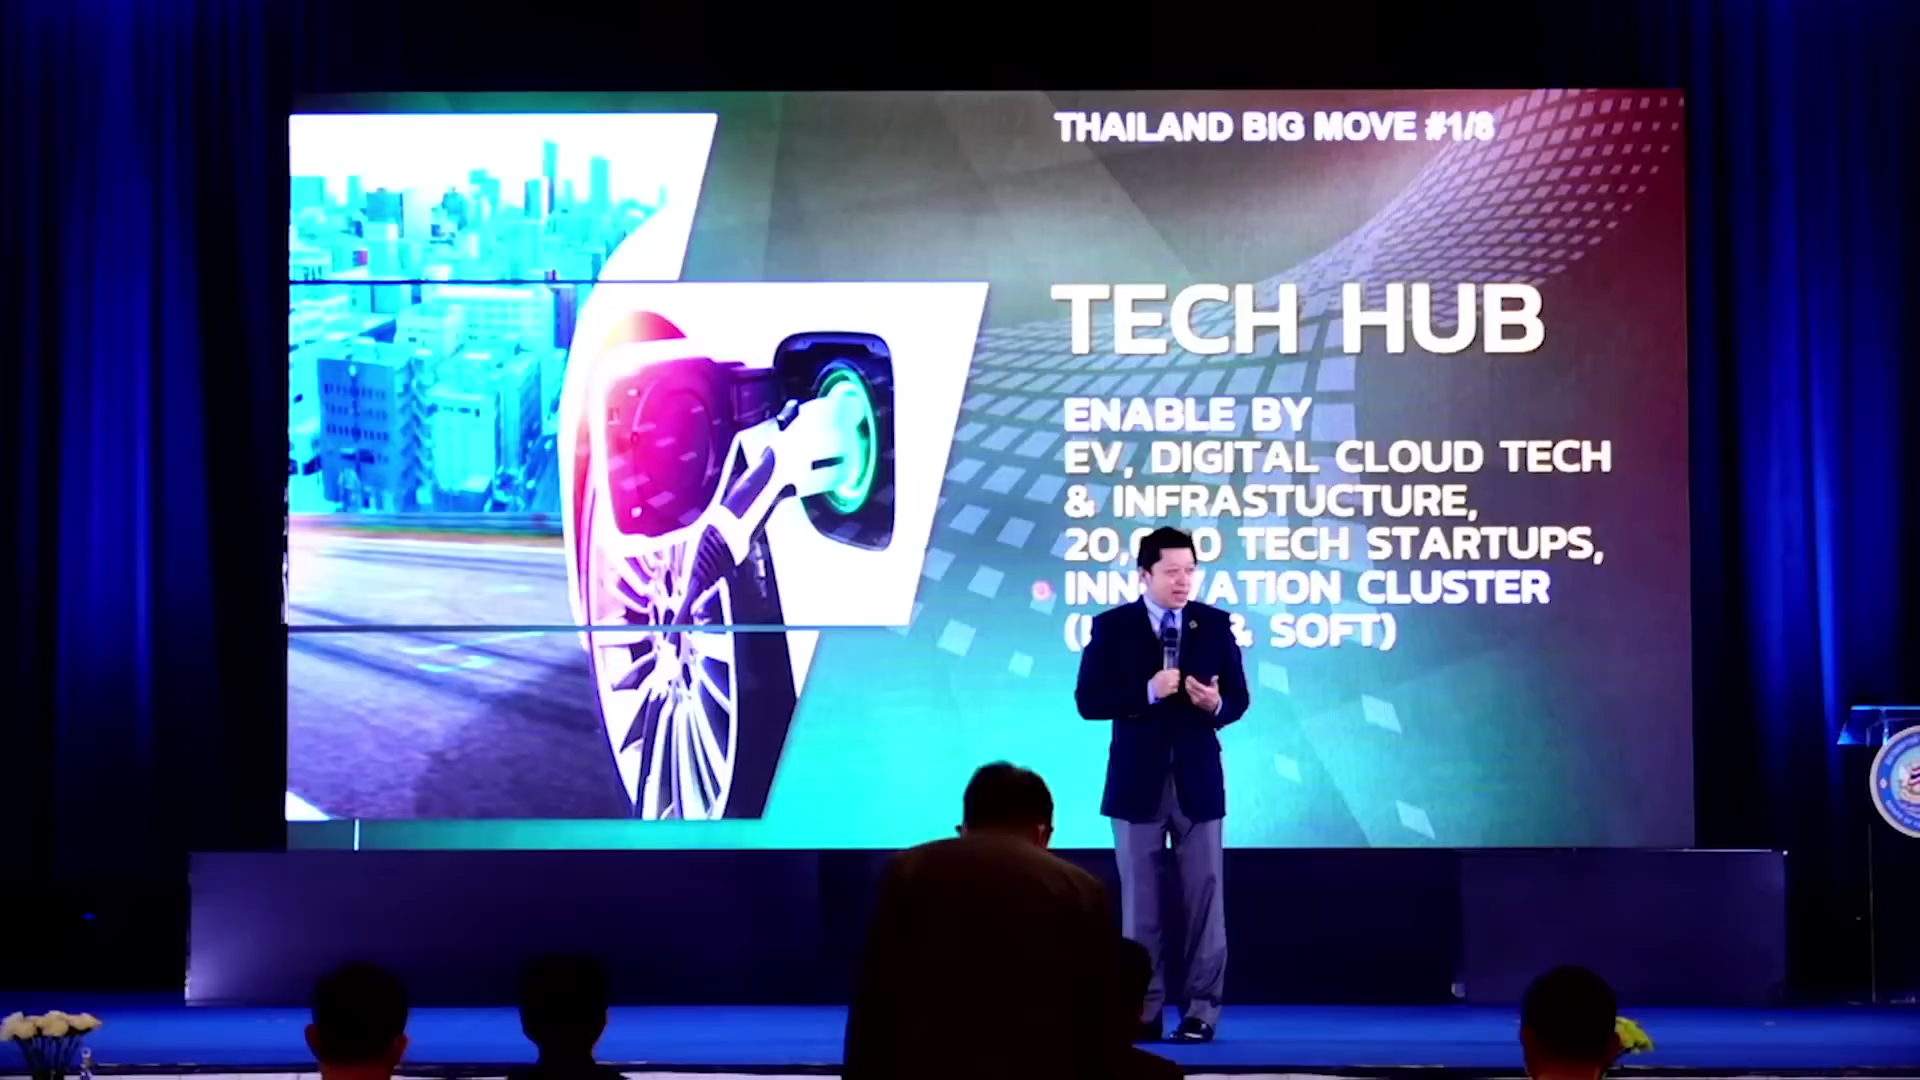 THAILAND BIG MOVE #1/8
TECH HUB
ENABLE BY
EV, DIGITAL CLOUD TECH
& INFRASTUCTURE,
TECH STARTUPS,
CLUSTER
& SOFT)